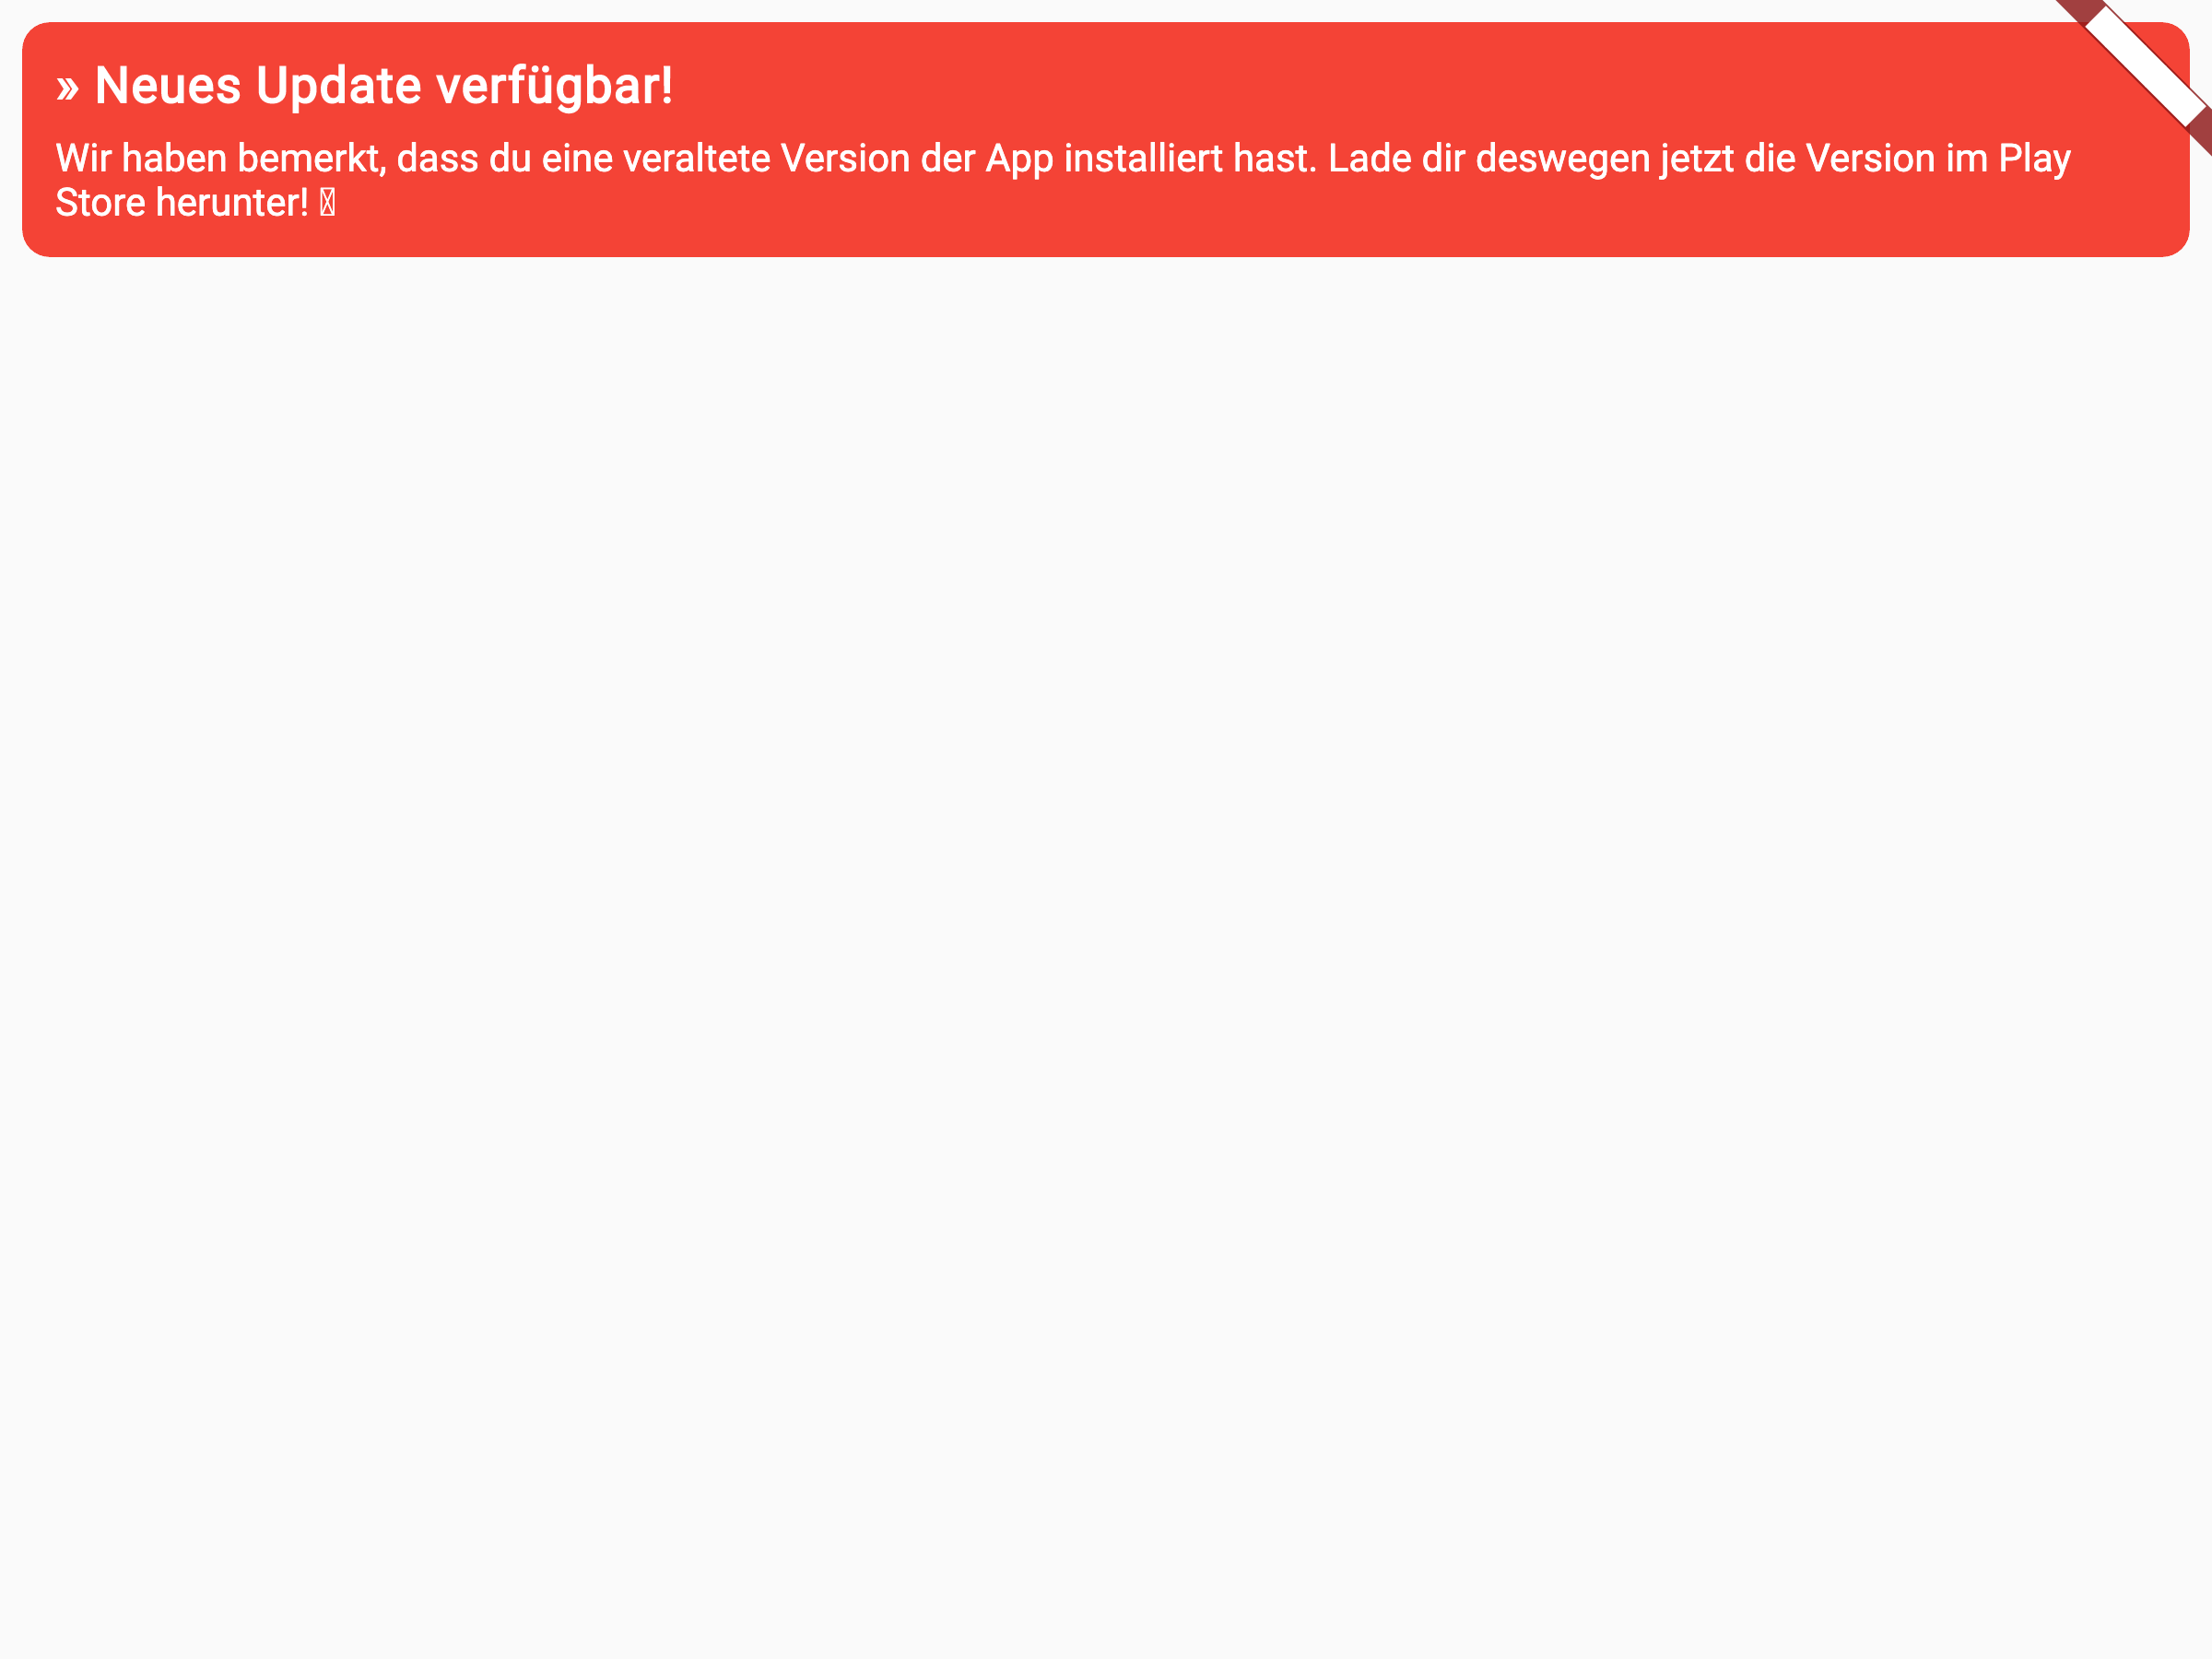 » Neues Update verfügbar!
Wir haben bemerkt, dass du eine veraltete Version der App installiert hast. Lade dir deswegen jetzt die Version im Play
Store herunter!